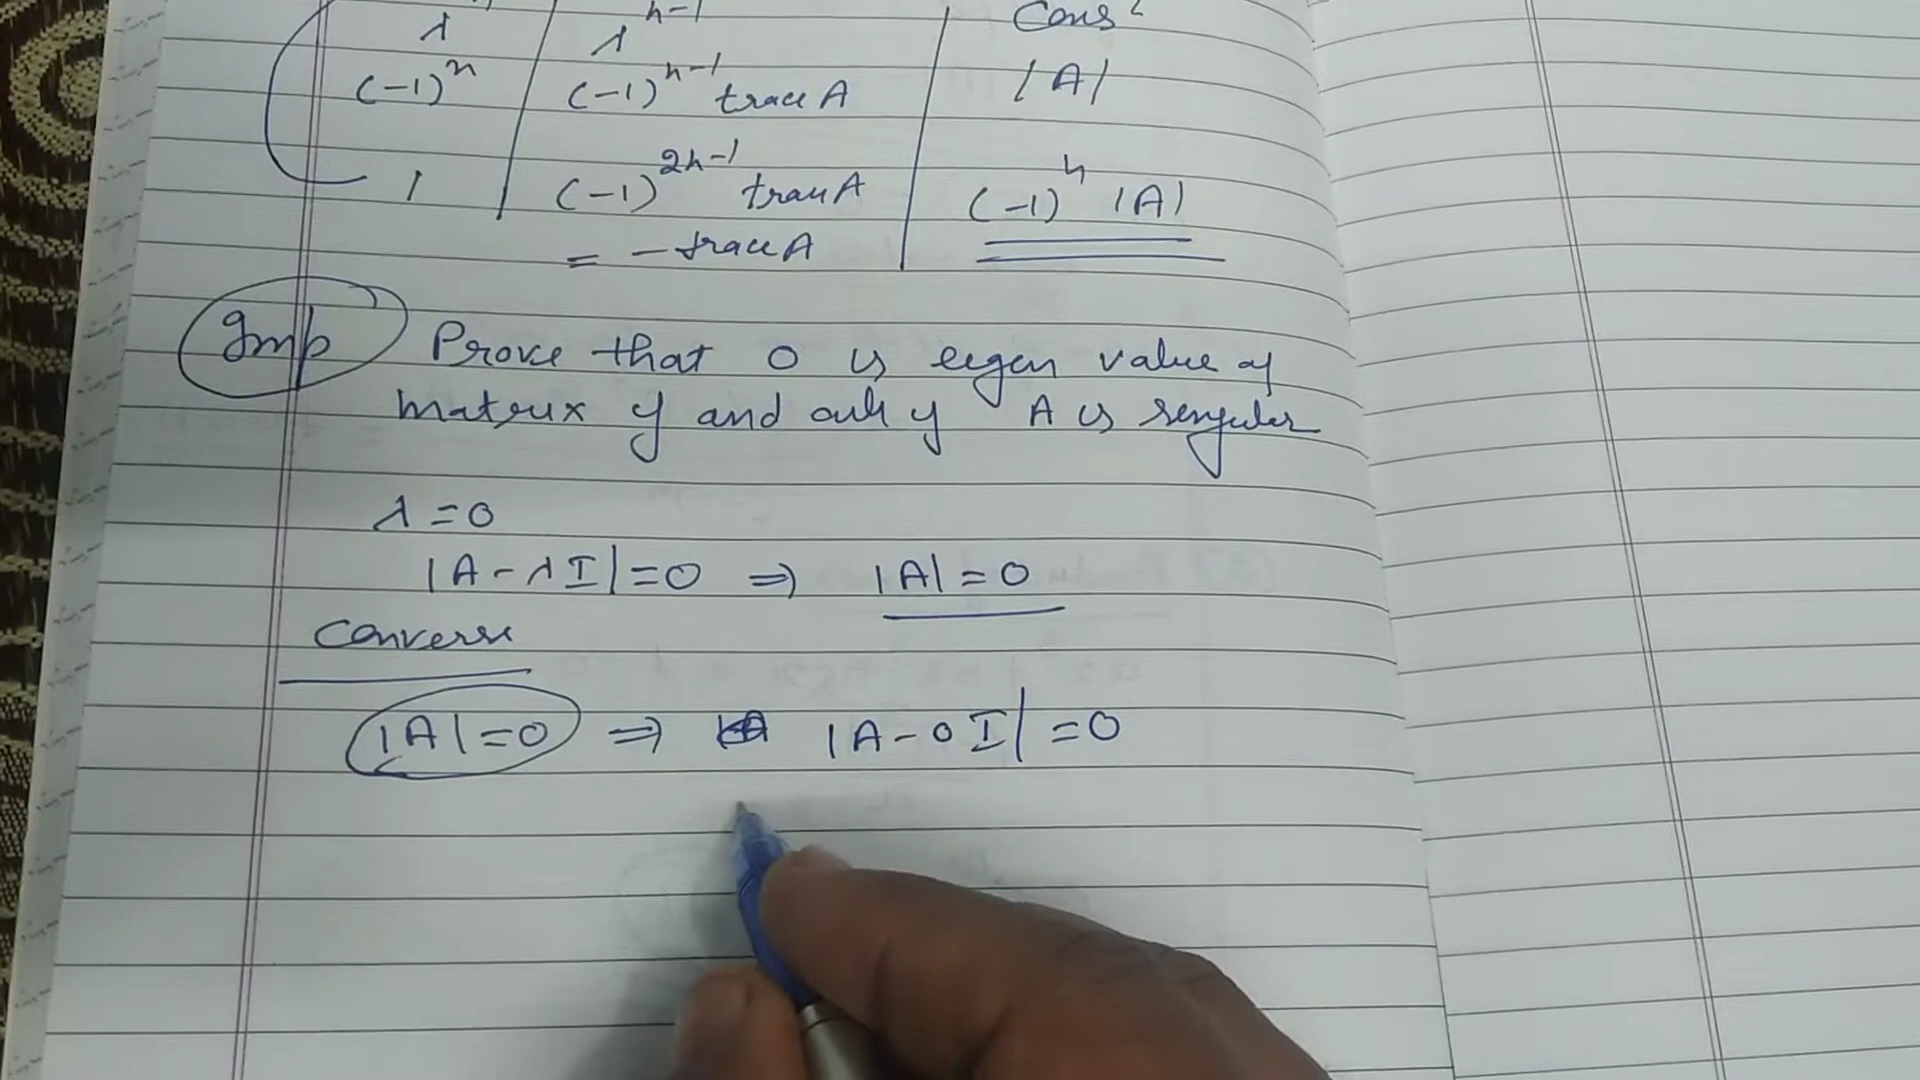 λ λ^{n-1} Cons^t
(-1)^n (-1)^{n-1} trace A |A|
1 (-1)^{2n-1} trace A (-1)^n |A|
= - trace A
Imp Prove that 0 is eigen value of
matrix if and only if A is singular
λ = 0
|A - λI| = 0 ⇒ |A| = 0
Converse
|A| = 0 ⇒ |A - 0I| = 0